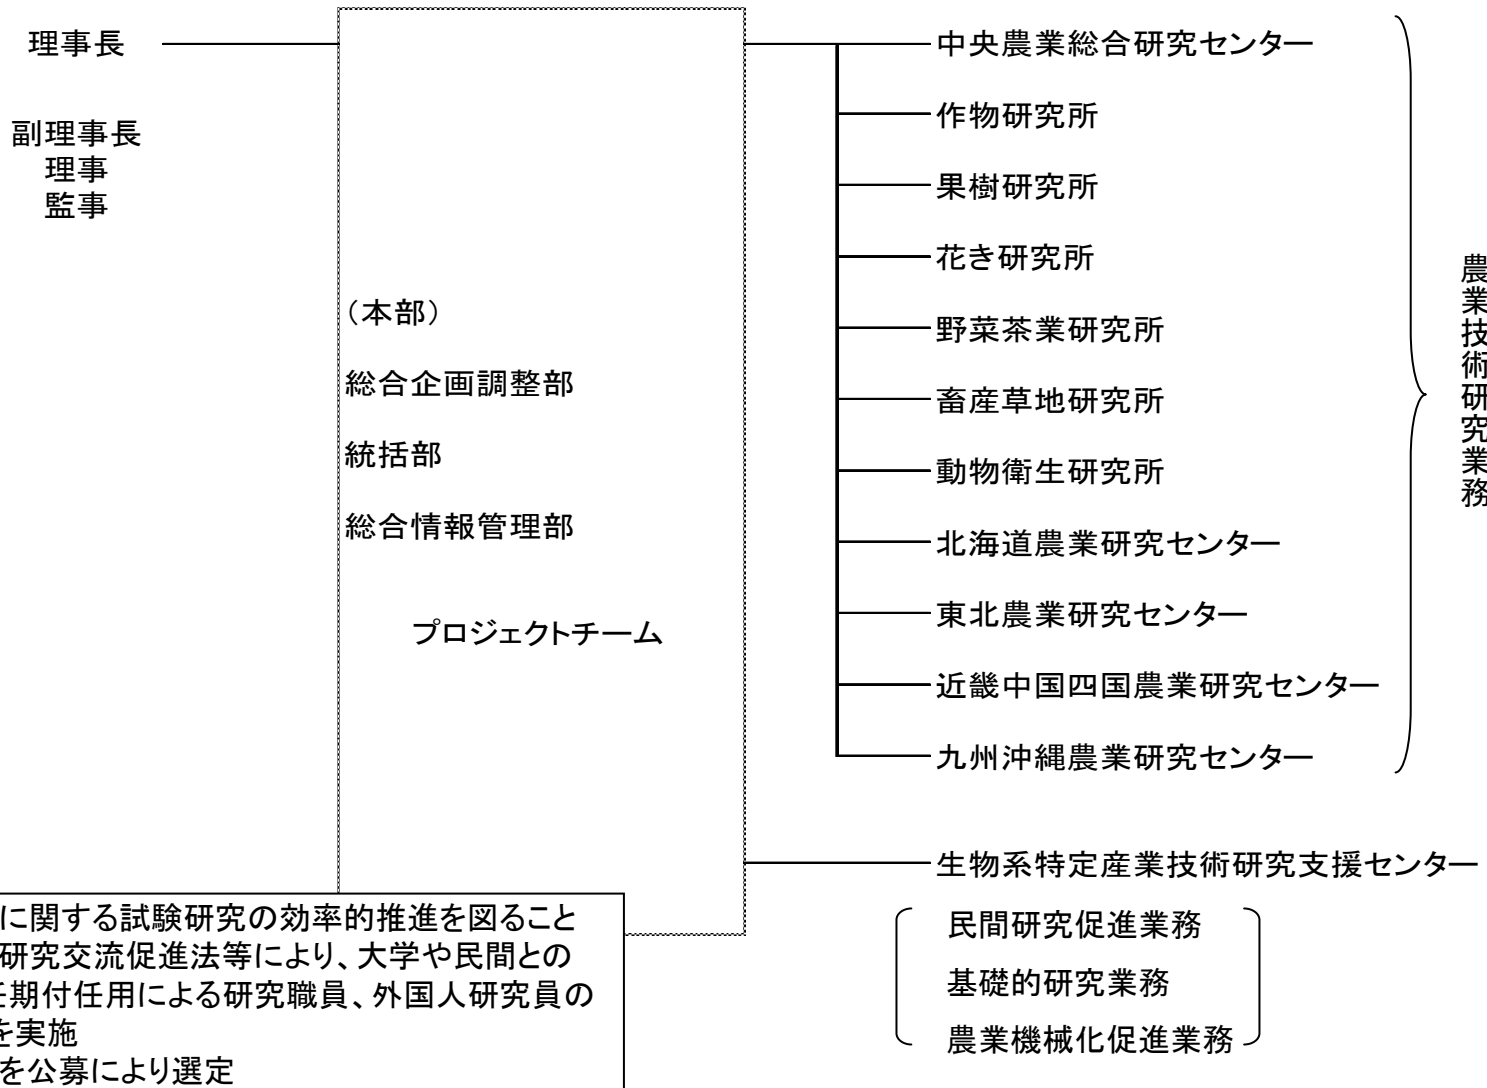 理事長
副理事長
理事
監事
（本部）
総合企画調整部
統括部
総合情報管理部
プロジェクトチーム
中央農業総合研究センター
作物研究所
果樹研究所
花き研究所
野菜茶業研究所
畜産草地研究所
動物衛生研究所
北海道農業研究センター
東北農業研究センター
近畿中国四国農業研究センター
九州沖縄農業研究センター
農業技術研究業務
生物系特定産業技術研究支援センター
民間研究促進業務
基礎的研究業務
農業機械化促進業務
に関する試験研究の効率的推進を図ること
研究交流促進法等により、大学や民間との
任期付任用による研究職員、外国人研究員の
を実施
を公募により選定